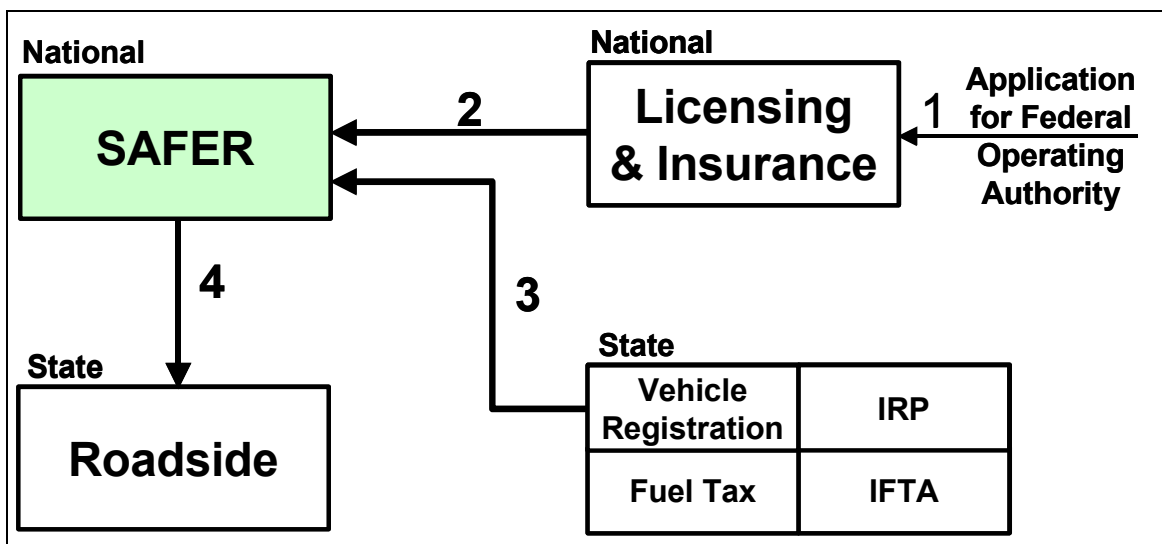 National
SAFER
2
National
Licensing
& Insurance
1
Application
for Federal
Operating
Authority
4
3
State
Roadside
State
Vehicle
Registration
IRP
Fuel Tax
IFTA